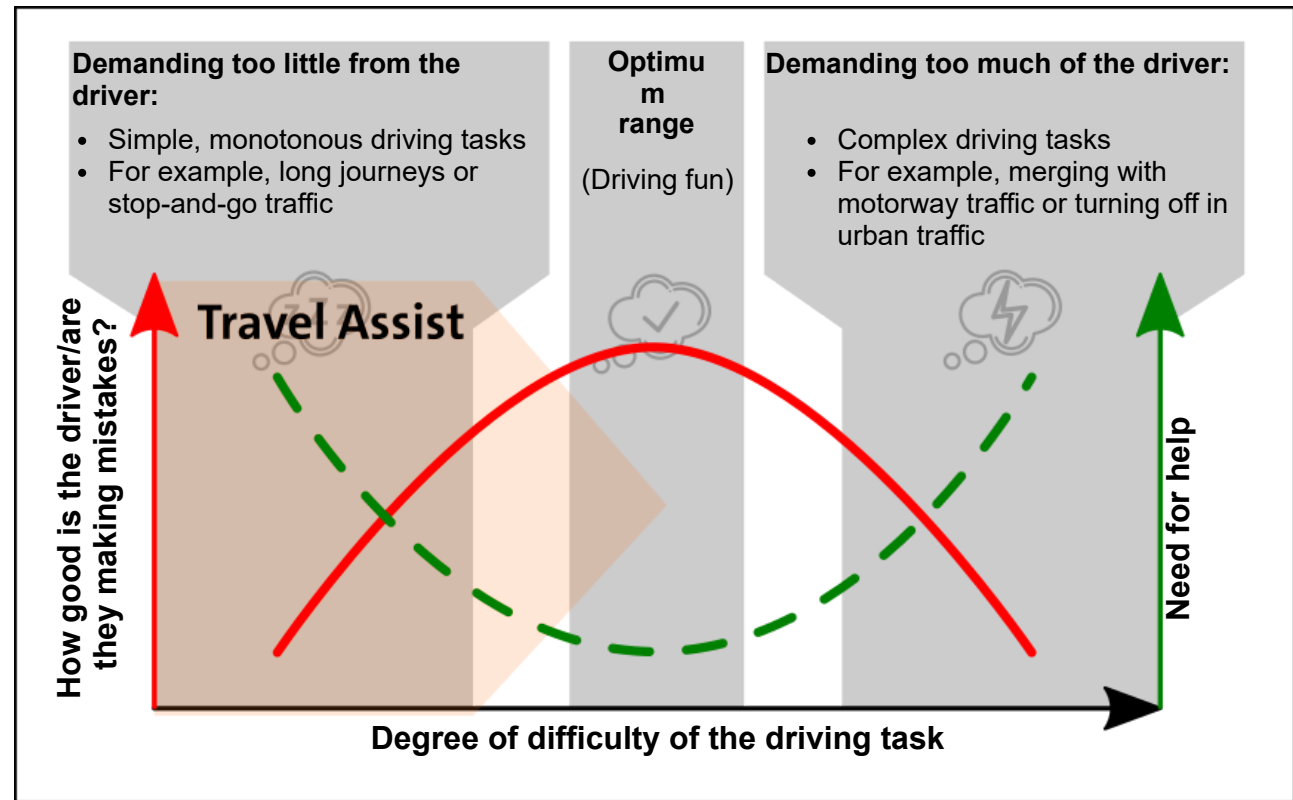 Demanding too little from the
driver:
• Simple, monotonous driving tasks
• For example, long journeys or
stop-and-go traffic
Optimu
m
range
(Driving fun)
Demanding too much of the driver:
• Complex driving tasks
• For example, merging with
motorway traffic or turning off in
urban traffic
zzz
Travel Assist
How good is the driver/are
they making mistakes?
Need for help
Degree of difficulty of the driving task